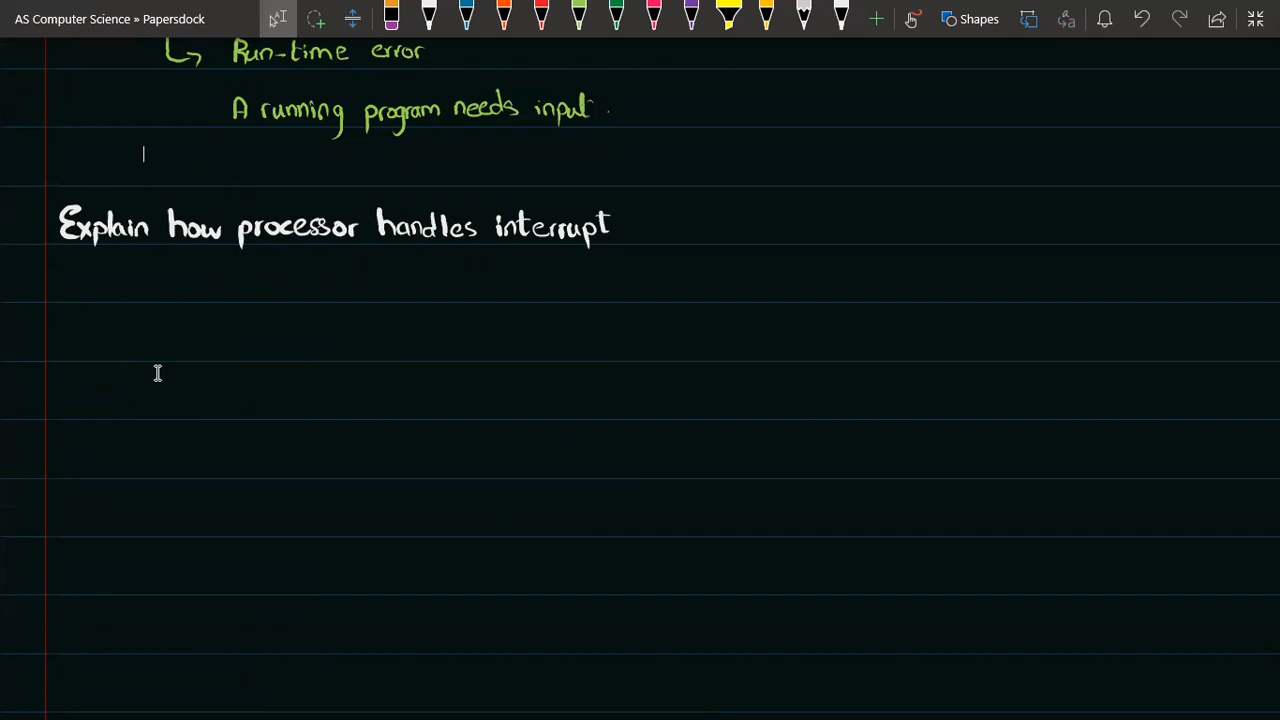 AS Computer Science » Papersdock
Shapes
Run-time error
A running program needs input.
Explain how processor handles interrupt